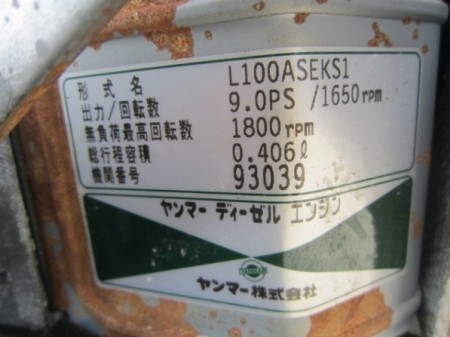 形式名 L100ASEKS1
出力/回転数 9.0PS /1650rpm
無負荷最高回転数 1800rpm
総行程容積 0.406ℓ
機関番号 93039
ヤンマー ディーゼル エンジン
ヤンマー株式会社